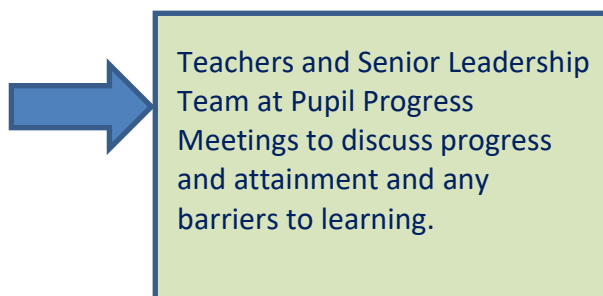 Teachers and Senior Leadership
Team at Pupil Progress
Meetings to discuss progress
and attainment and any
barriers to learning.